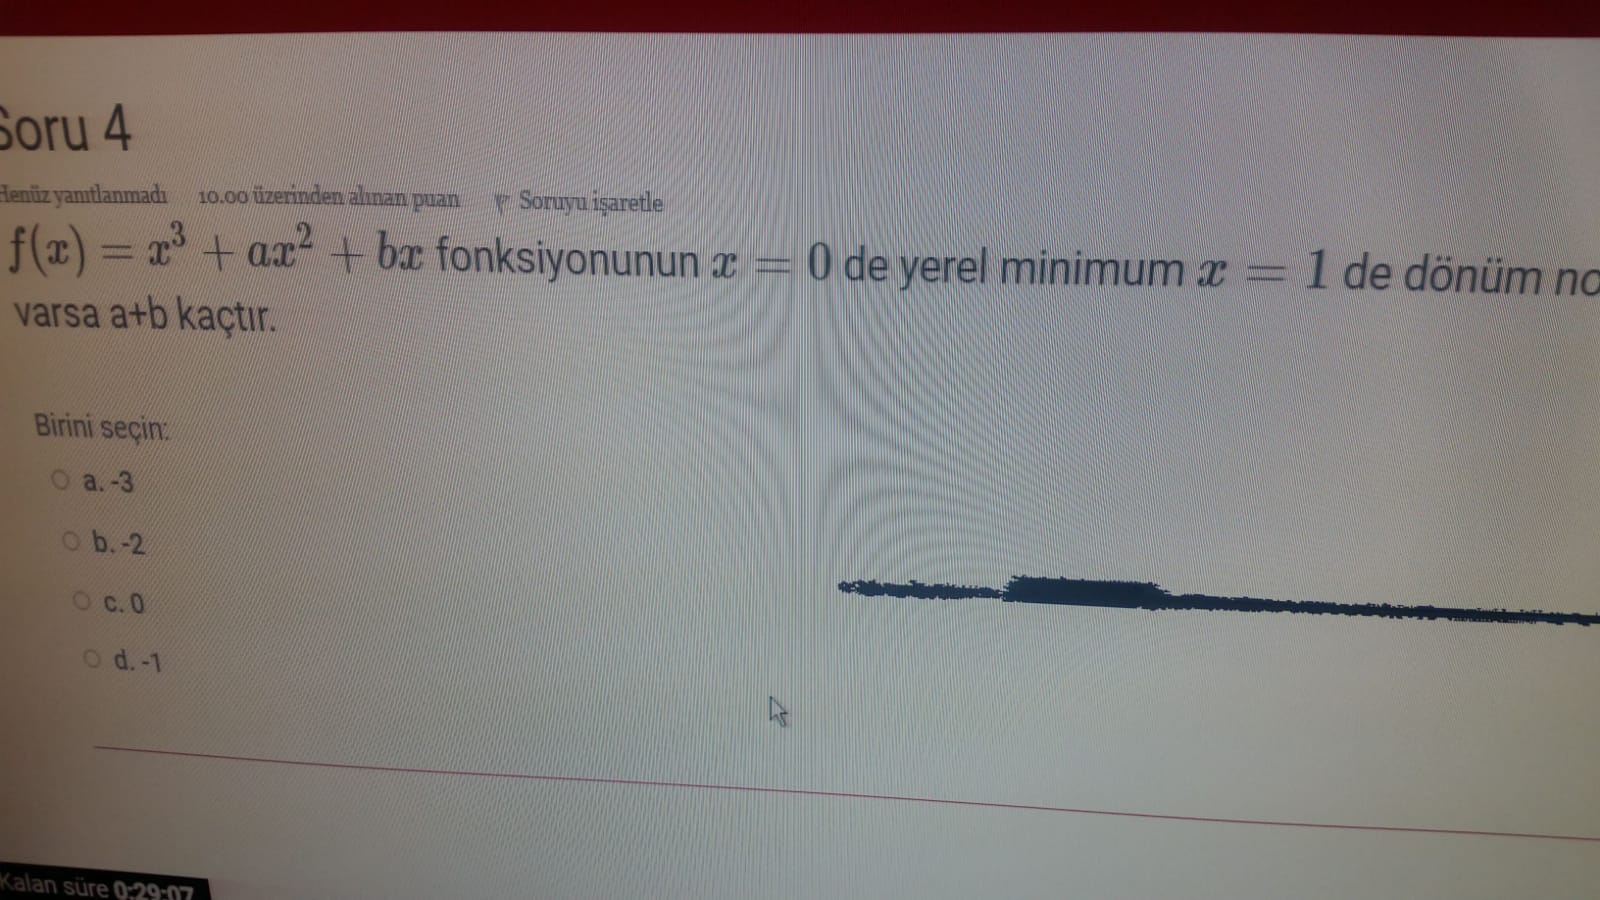 Soru 4
Henüz yanıtlanmadı 10.00 üzerinden alınan puan Soruyu işaretle
f(x) = x³ + ax² + bx fonksiyonunun x = 0 de yerel minimum x = 1 de dönüm no
varsa a+b kaçtır.
Birini seçin:
a. -3
b. -2
c. 0
d. -1
Kalan süre 0:29:07